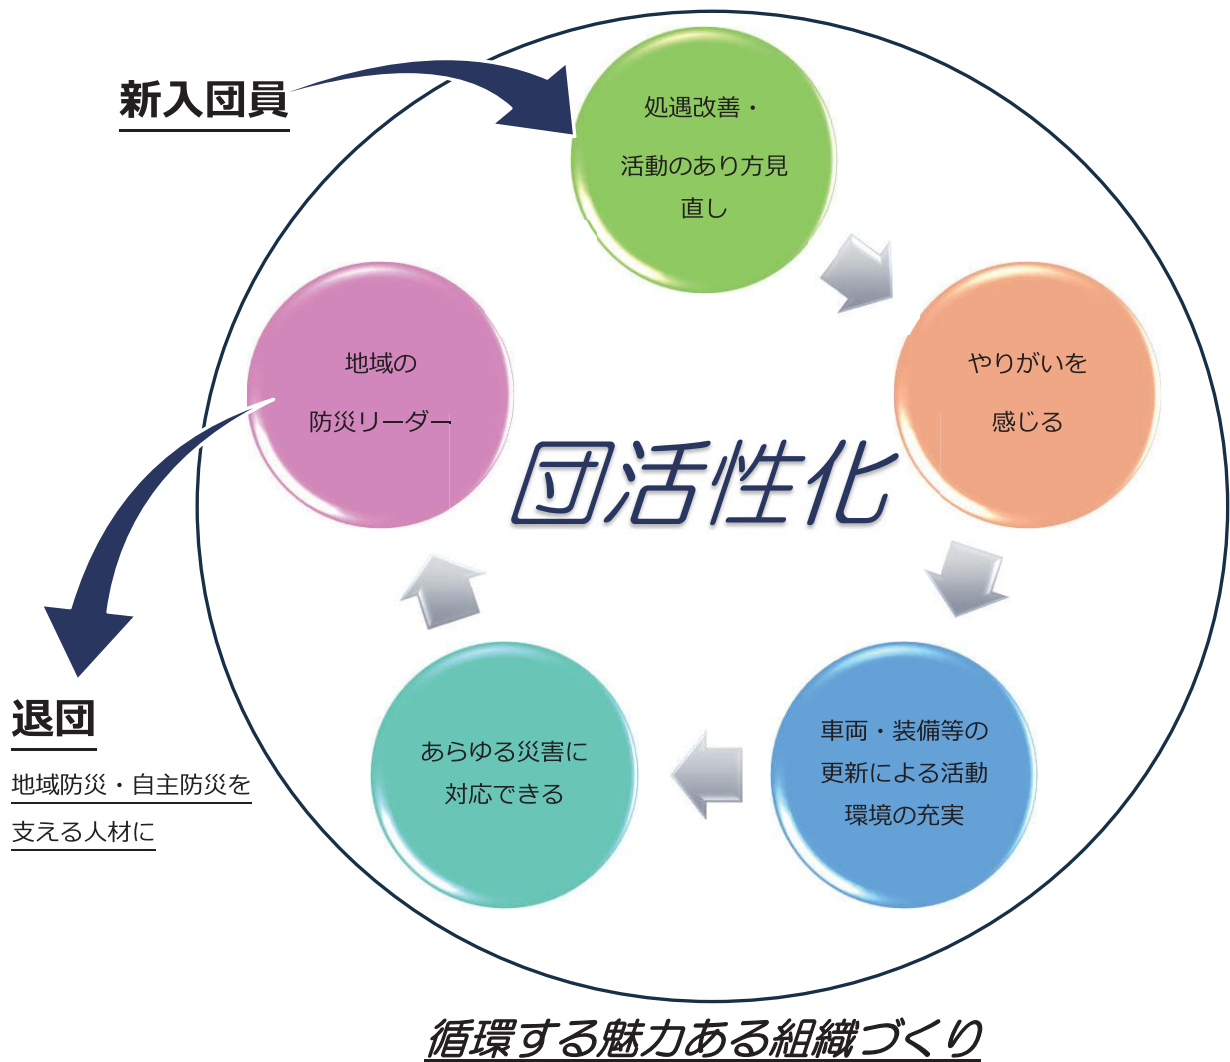 新入団員
処遇改善・
活動のあり方見
直し
やりがいを
感じる
車両・装備等の
更新による活動
環境の充実
あらゆる災害に
対応できる
地域の
防災リーダー
団活性化
退団
地域防災・自主防災を
支える人材に
循環する魅力ある組織づくり